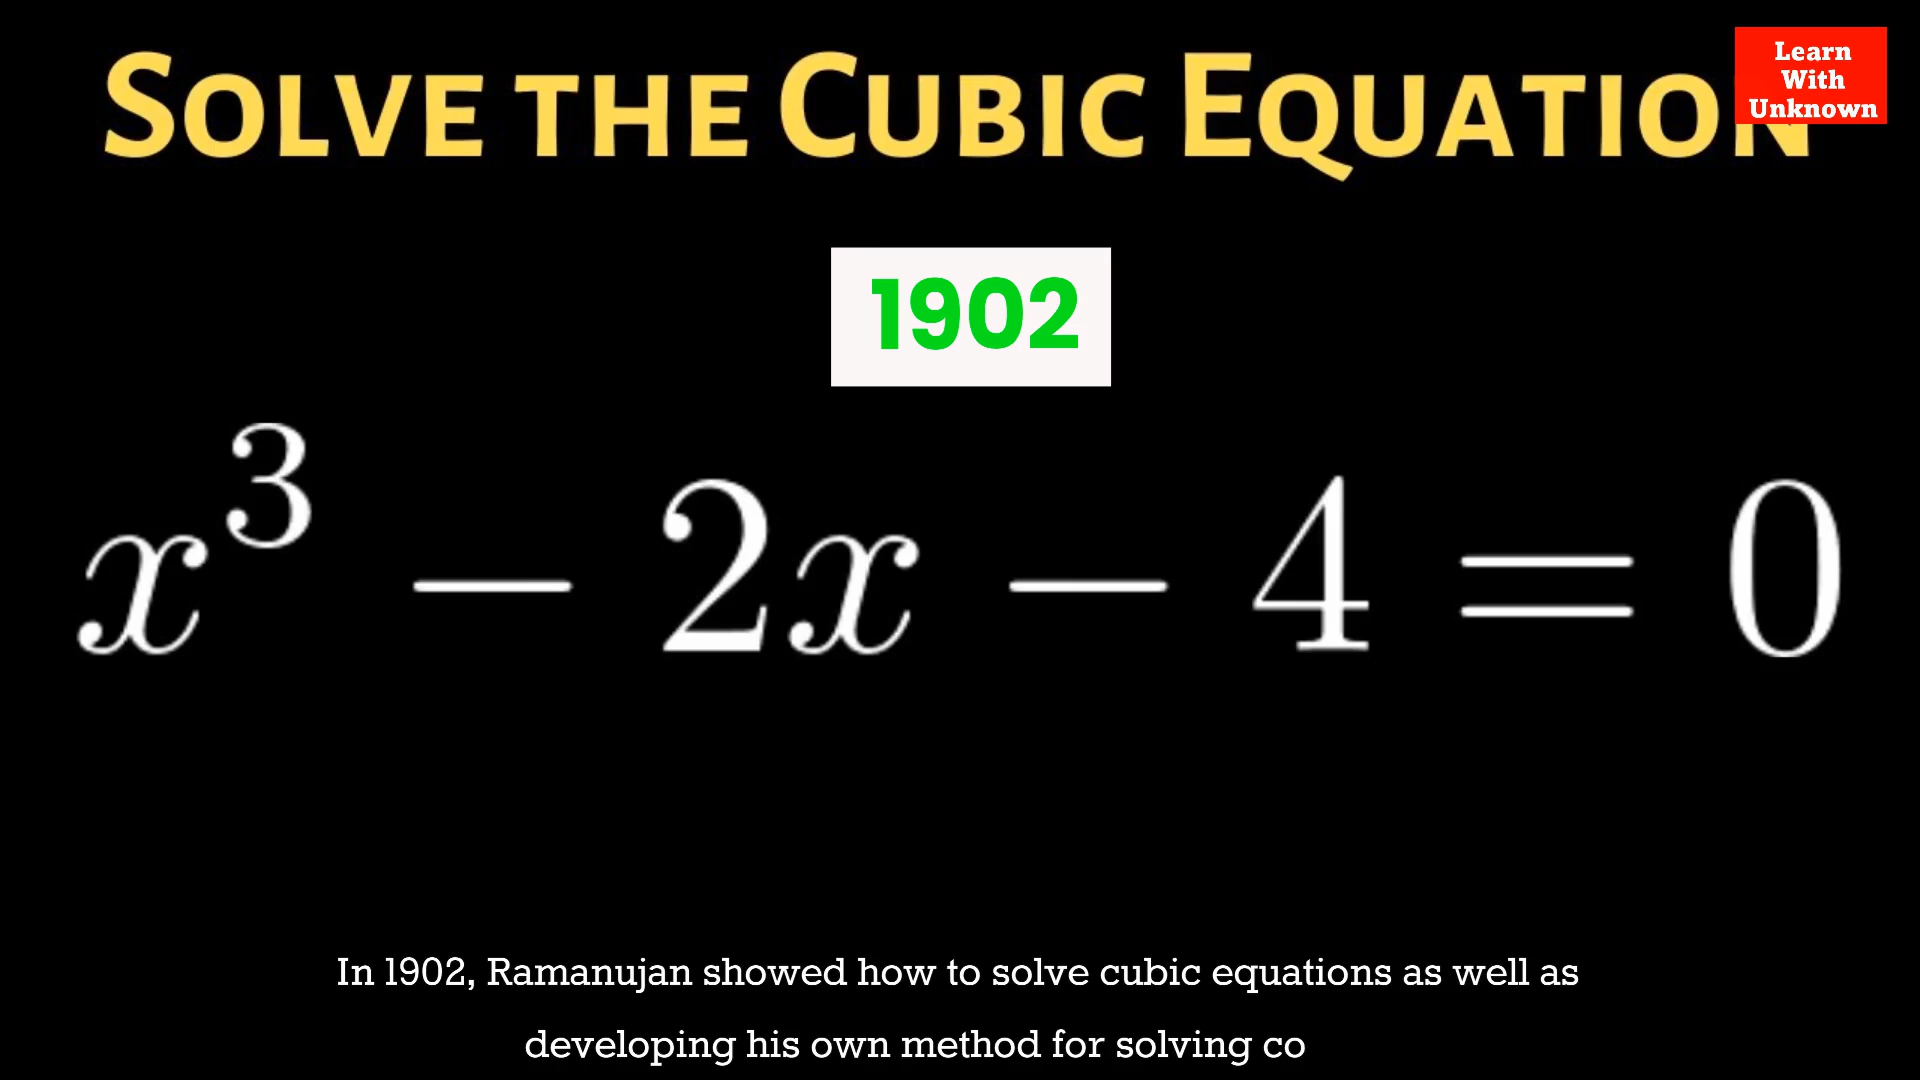 SOLVE THE CUBIC EQUATION
Learn
With
Unknown
1902
x³ − 2x − 4 = 0
In 1902, Ramanujan showed how to solve cubic equations as well as
developing his own method for solving co